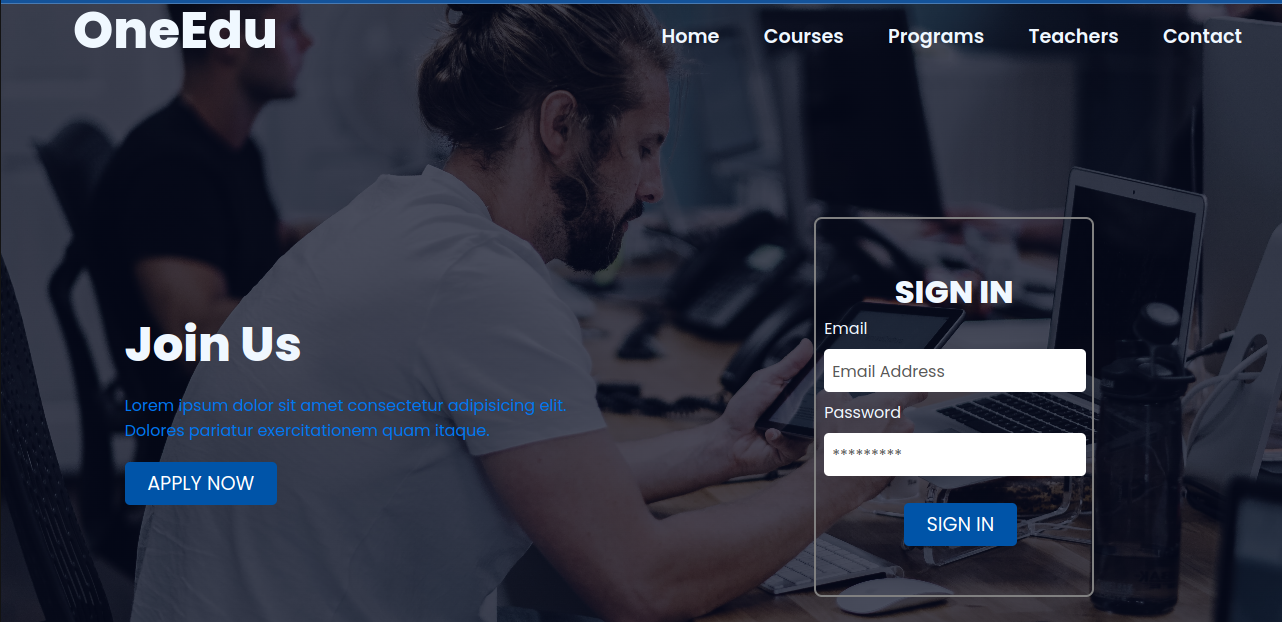 OneEdu
Home Courses Programs Teachers Contact
Join Us
Lorem ipsum dolor sit amet consectetur adipisicing elit.
Dolores pariatur exercitationem quam itaque.
APPLY NOW
SIGN IN
Email
Email Address
Password
*********
SIGN IN